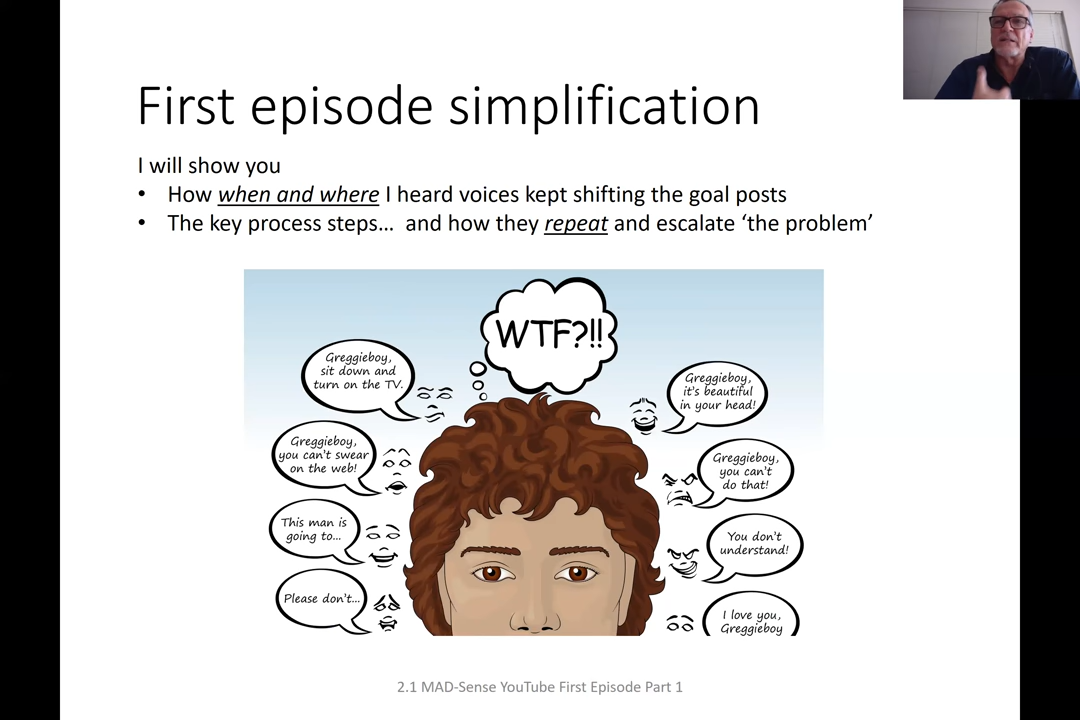 First episode simplification
I will show you
• How when and where I heard voices kept shifting the goal posts
• The key process steps… and how they repeat and escalate ‘the problem’
WTF?!!
Greggieboy,
sit down and
turn on the TV.
Greggieboy,
you can't swear
on the web!
This man is
going to...
Please don't...
Greggieboy,
it's beautiful
in your head!
Greggieboy,
you can't
do that!
You don't
understand!
I love you,
Greggieboy
2.1 MAD-Sense YouTube First Episode Part 1